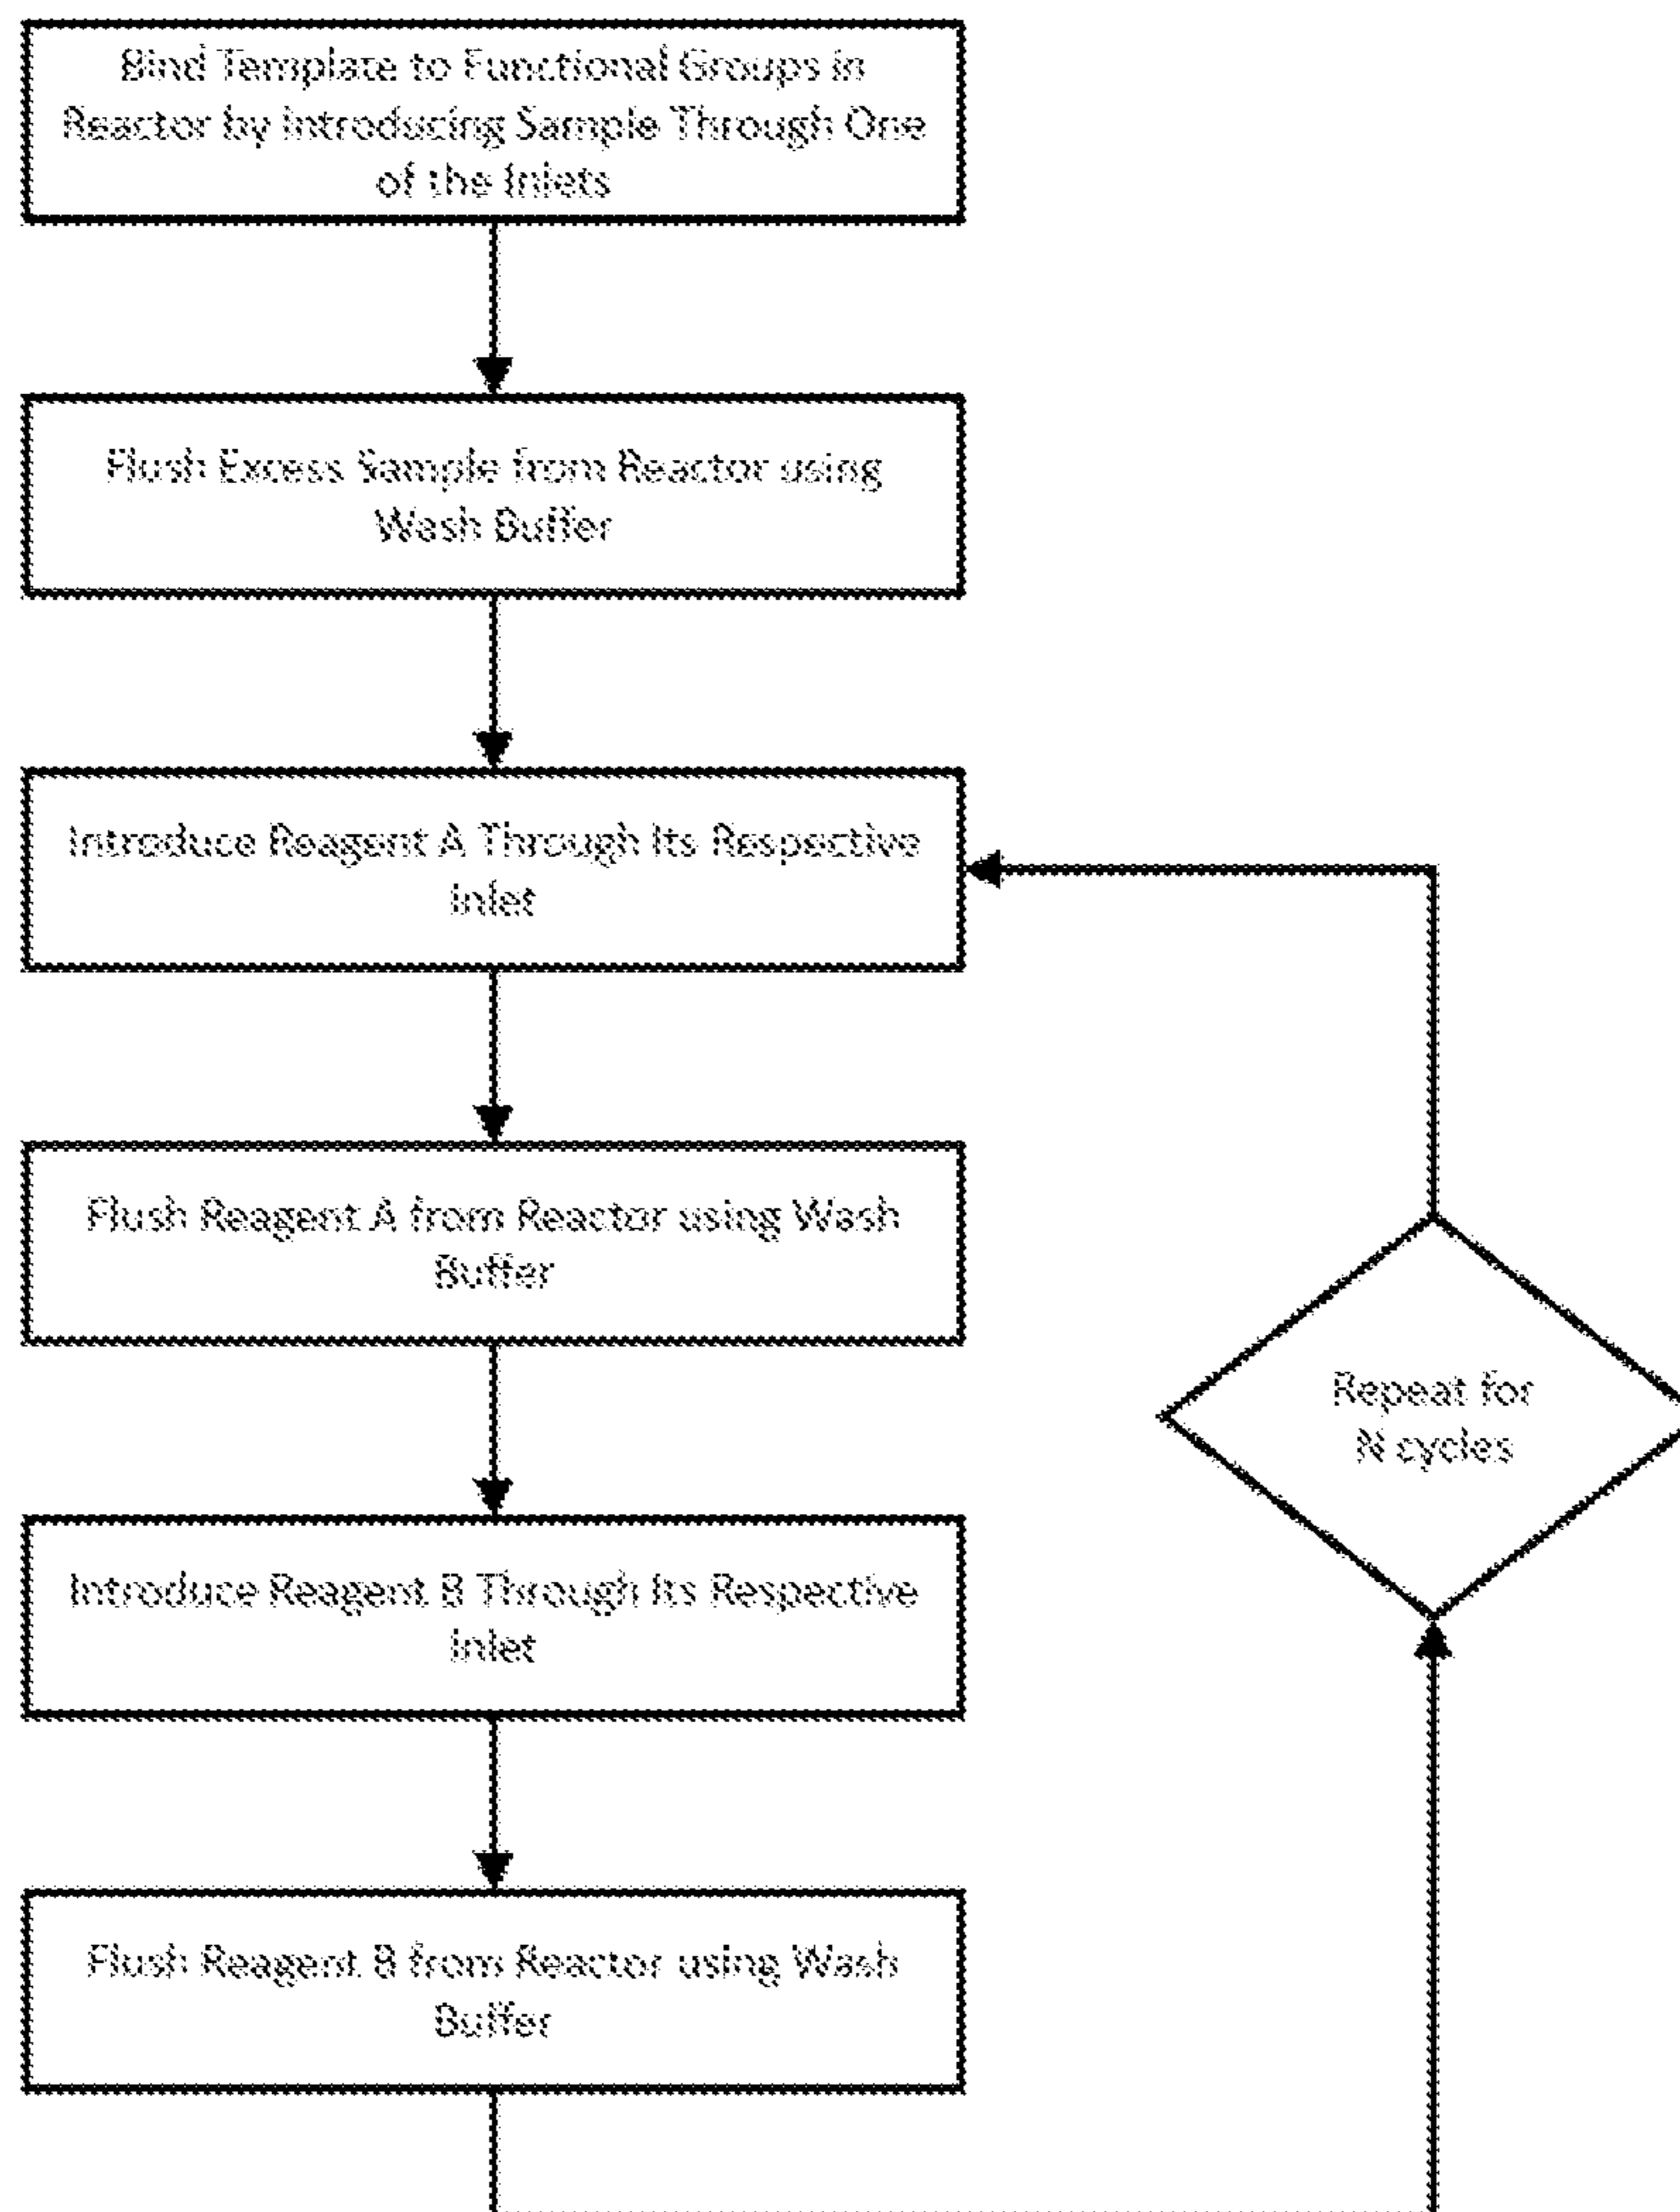 Bind Template to Functional Groups in
Reactor by Introducing Sample Through One
of the Inlets
Flush Excess Sample from Reactor using
Wash Buffer
Introduce Reagent A Through Its Respective
Inlet
Flush Reagent A from Reactor using Wash
Buffer
Repeat for
N cycles
Introduce Reagent B Through Its Respective
Inlet
Flush Reagent B from Reactor using Wash
Buffer